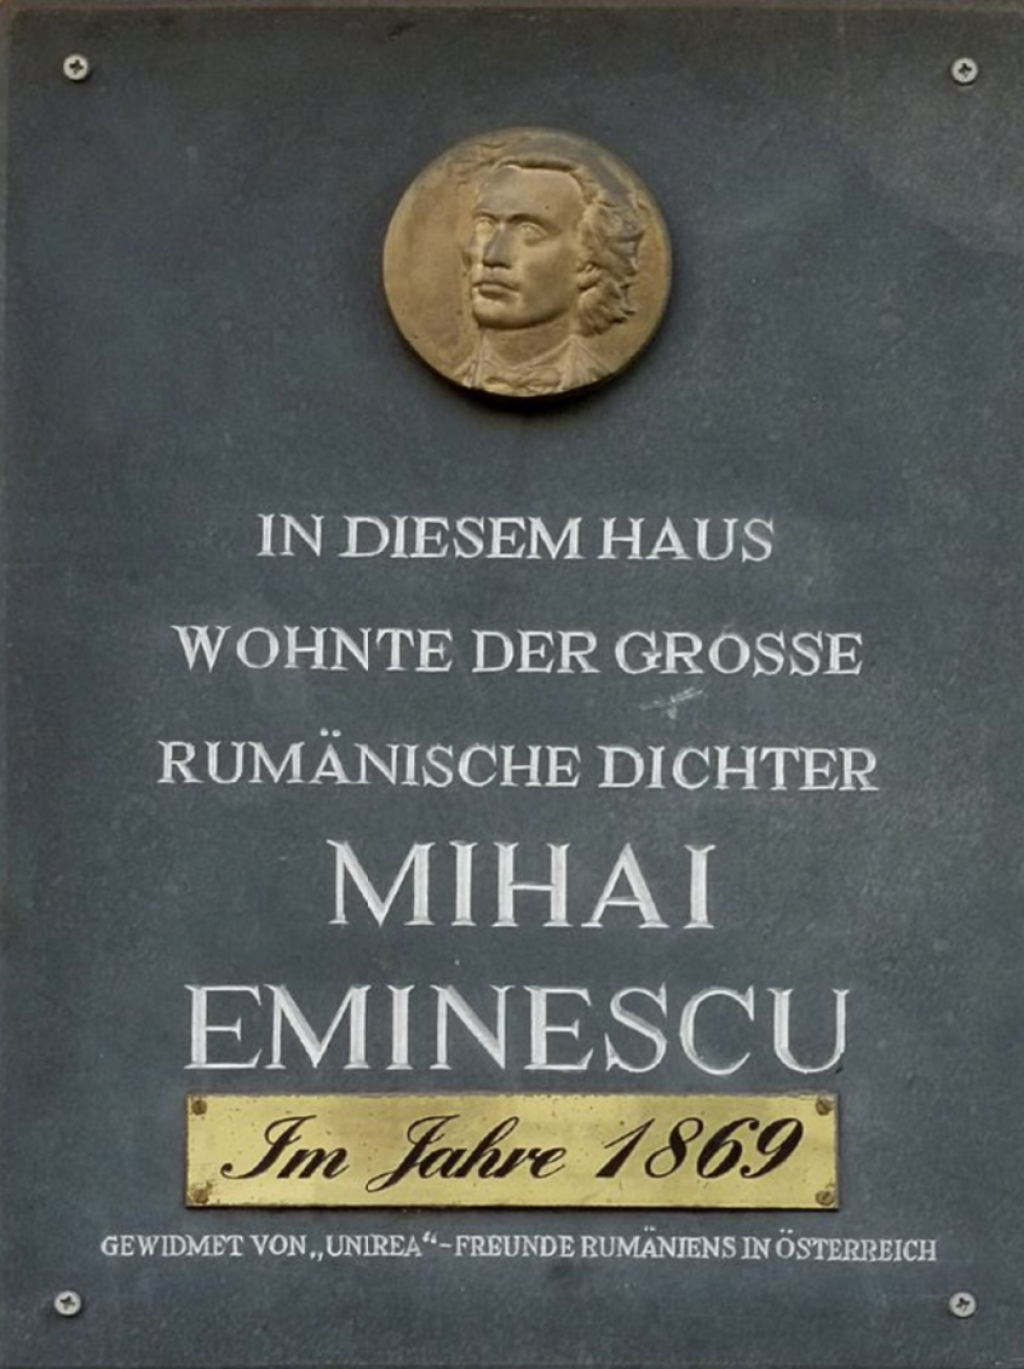 IN DIESEM HAUS
WOHNTE DER GROSSE
RUMÄNISCHE DICHTER
MIHAI
EMINESCU
Im Jahre 1869
GEWIDMET VON „UNIREA“-FREUNDE RUMÄNIENS IN ÖSTERREICH